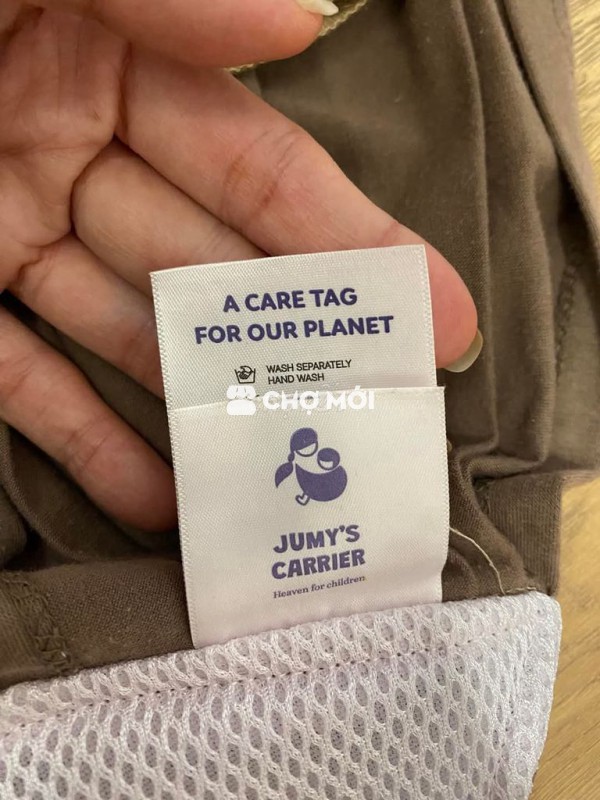 A CARE TAG
FOR OUR PLANET
WASH SEPARATELY
HAND WASH
CHỢ MỚI
JUMY'S
CARRIER
Heaven for children